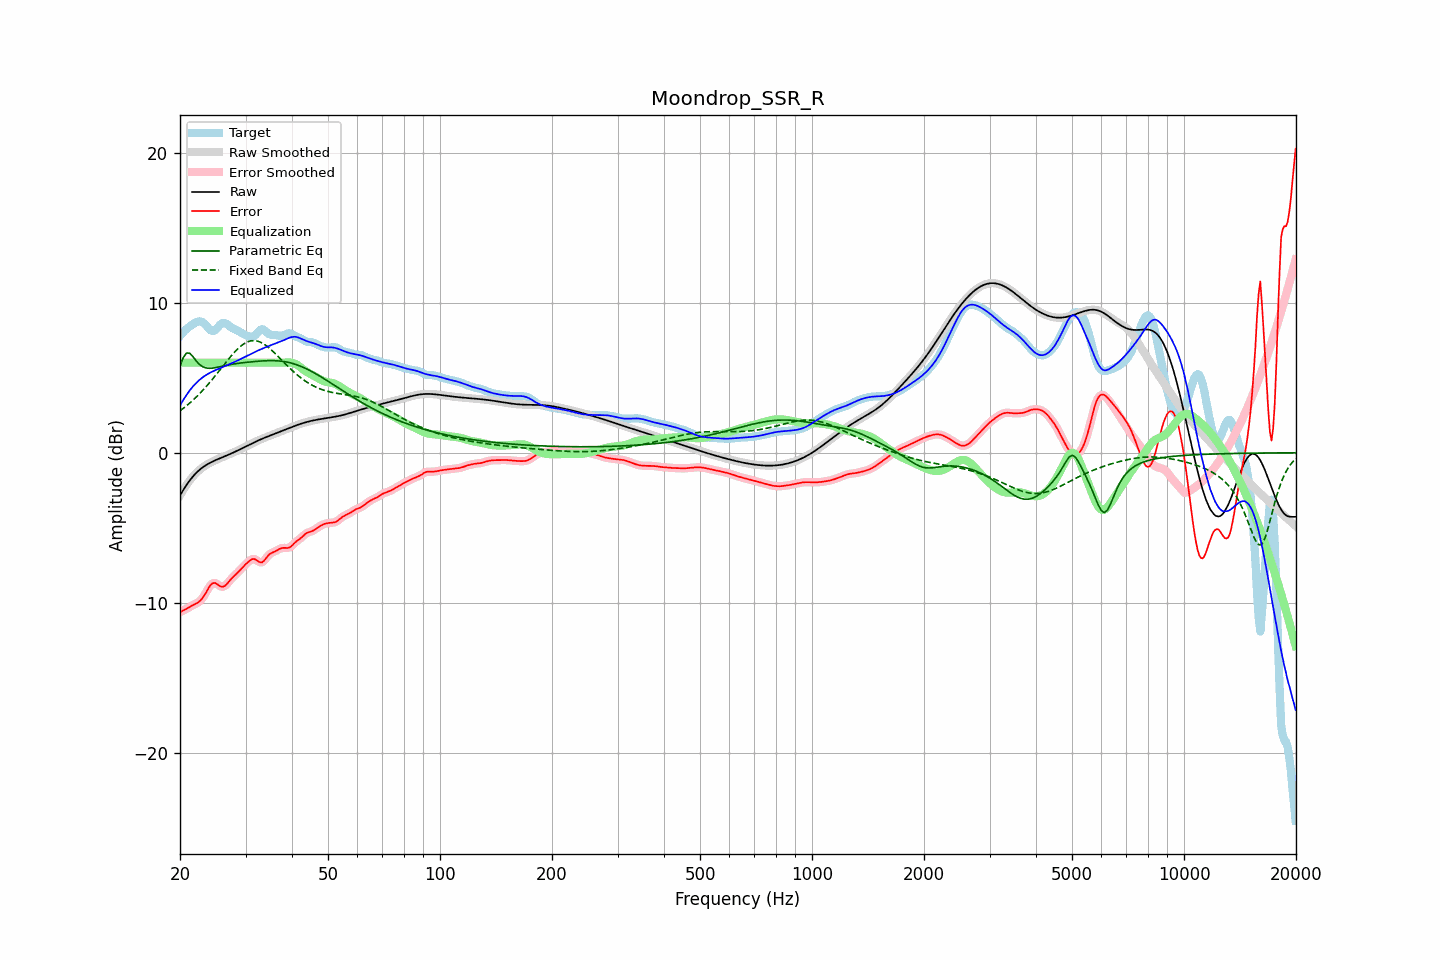 Moondrop_SSR_R
Target
Raw Smoothed
Error Smoothed
Raw
Error
Equalization
Parametric Eq
Fixed Band Eq
Equalized
20
10
0
−10
−20
Amplitude (dBr)
20
50
100
200
500
1000
2000
5000
10000
20000
Frequency (Hz)